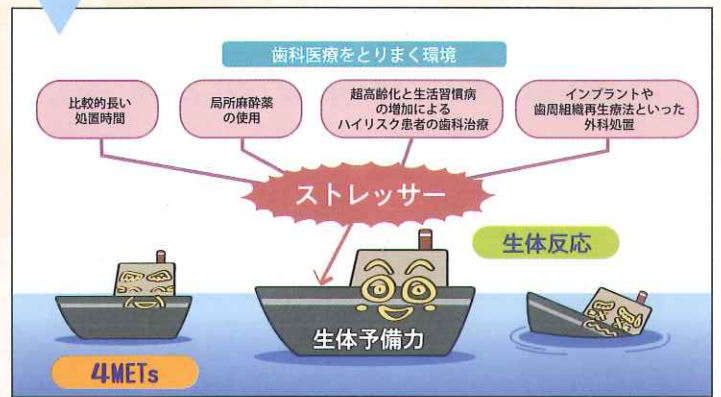 歯科医療をとりまく環境
比較的長い
処置時間
局所麻酔薬
の使用
超高齢化と生活習慣病
の増加による
ハイリスク患者の歯科治療
インプラントや
歯周組織再生療法といった
外科処置
ストレッサー
生体反応
生体予備力
4METs